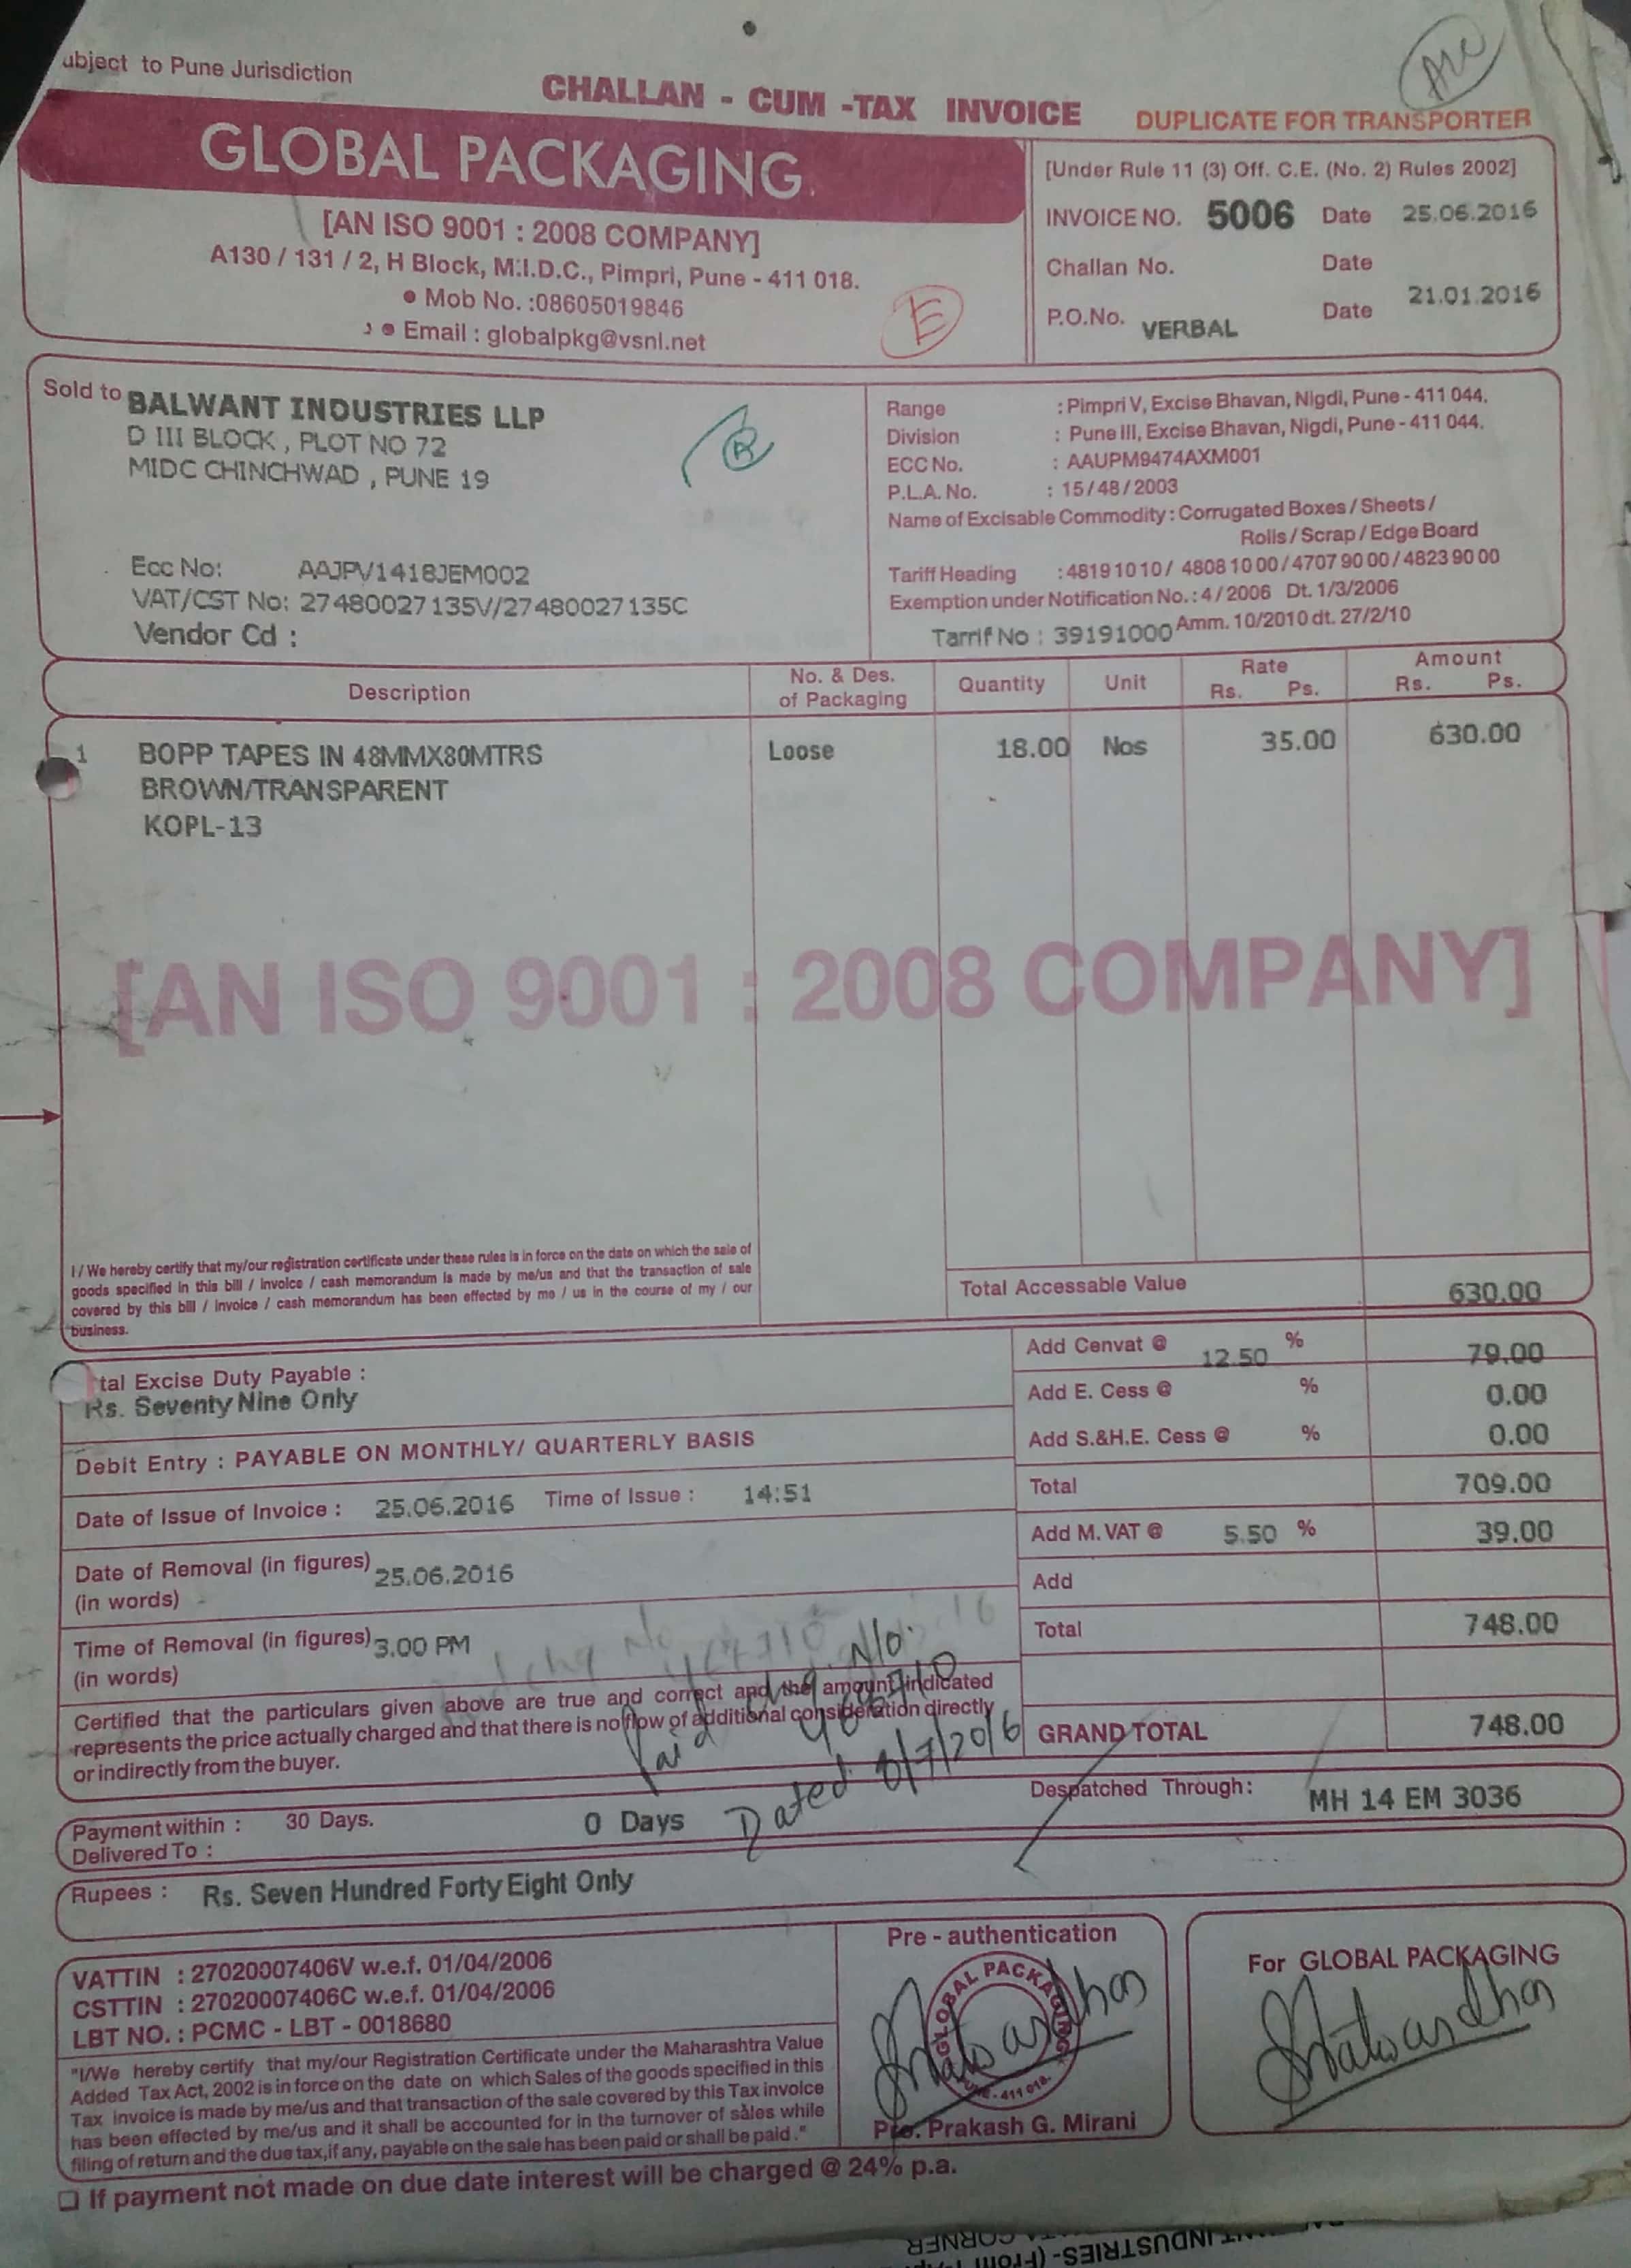 ubject to Pune Jurisdiction
CHALLAN - CUM -TAX INVOICE
DUPLICATE FOR TRANSPORTER
GLOBAL PACKAGING
[AN ISO 9001 : 2008 COMPANY]
A130 / 131 / 2, H Block, M.I.D.C., Pimpri, Pune - 411 018.
● Mob No. :08605019846
● Email : globalpkg@vsnl.net
E
[Under Rule 11 (3) Off. C.E. (No. 2) Rules 2002]
INVOICE NO. 5006 Date 25.06.2016
Challan No. Date
P.O.No. VERBAL Date 21.01.2016
Sold to BALWANT INDUSTRIES LLP
D III BLOCK , PLOT NO 72
MIDC CHINCHWAD , PUNE 19
R
Ecc No: AAJPV1418JEM002
VAT/CST No: 27480027135V/27480027135C
Vendor Cd :
Range : Pimpri V, Excise Bhavan, Nigdi, Pune - 411 044.
Division : Pune III, Excise Bhavan, Nigdi, Pune - 411 044.
ECC No. : AAUPM9474AXM001
P.L.A. No. : 15/48/2003
Name of Excisable Commodity : Corrugated Boxes / Sheets /
Rolls / Scrap / Edge Board
Tariff Heading : 48191010/ 4808 10 00 / 4707 90 00 / 4823 90 00
Exemption under Notification No. : 4 / 2006 Dt. 1/3/2006
Tarrif No : 39191000 Amm. 10/2010 dt. 27/2/10
Description No. & Des. of Packaging Quantity Unit Rate Rs. Ps. Amount Rs. Ps.
1 BOPP TAPES IN 48MMX80MTRS Loose 18.00 Nos 35.00 630.00
BROWN/TRANSPARENT
KOPL-13
[AN ISO 9001 : 2008 COMPANY]
I / We hereby certify that my/our registration certificate under these rules is in force on the date on which the sale of
goods specified in this bill / invoice / cash memorandum is made by me/us and that the transaction of sale
covered by this bill / invoice / cash memorandum has been effected by me / us in the course of my / our
business.
Total Accessable Value 630.00
tal Excise Duty Payable :
Rs. Seventy Nine Only
Add Cenvat @ 12.50 % 79.00
Add E. Cess @ % 0.00
Add S.&H.E. Cess @ % 0.00
Debit Entry : PAYABLE ON MONTHLY/ QUARTERLY BASIS
Total 709.00
Date of Issue of Invoice : 25.06.2016 Time of Issue : 14:51
Add M. VAT @ 5.50 % 39.00
Date of Removal (in figures) 25.06.2016
(in words)
Add
Time of Removal (in figures) 3.00 PM
(in words)
Total 748.00
Certified that the particulars given above are true and correct and the amount indicated
represents the price actually charged and that there is no flow of additional consideration directly
or indirectly from the buyer.
GRAND TOTAL 748.00
Paid chq. No.
Dated 8/7/2016
Payment within : 30 Days. 0 Days
Despatched Through : MH 14 EM 3036
Delivered To :
Rupees : Rs. Seven Hundred Forty Eight Only
VATTIN : 27020007406V w.e.f. 01/04/2006
CSTTIN : 27020007406C w.e.f. 01/04/2006
LBT NO. : PCMC - LBT - 0018680
"I/We hereby certify that my/our Registration Certificate under the Maharashtra Value
Added Tax Act, 2002 is in force on the date on which Sales of the goods specified in this
Tax invoice is made by me/us and that transaction of the sale covered by this Tax invoice
has been effected by me/us and it shall be accounted for in the turnover of sales while
filing of return and the due tax,if any, payable on the sale has been paid or shall be paid ."
Pre - authentication
GLOBAL PACKAGING
PUNE - 411 018.
Pro. Prakash G. Mirani
For GLOBAL PACKAGING
❑ If payment not made on due date interest will be charged @ 24% p.a.